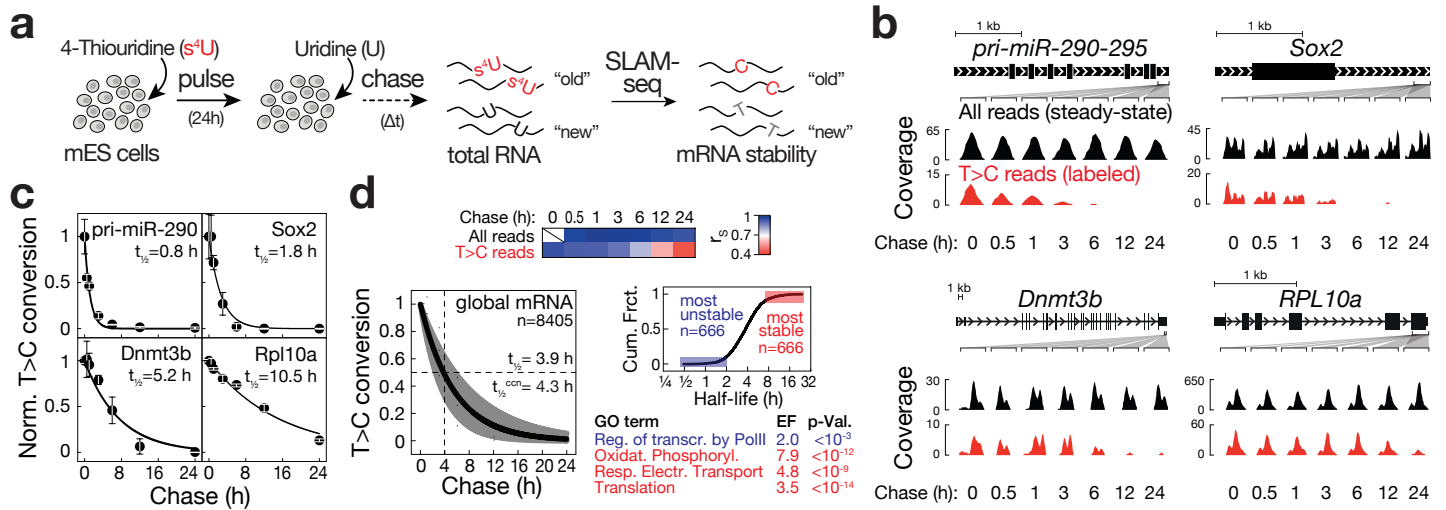 a
4-Thiouridine (s⁴U)
Uridine (U)
pulse
(24h)
chase
(Δt)
SLAM-
seq
s⁴U
s⁴U
"old"
U
U
"new"
C
C
"old"
T
T
"new"
mES cells
total RNA
mRNA stability
b
1 kb
1 kb
pri-miR-290-295
Sox2
All reads (steady-state)
65
0
45
0
T>C reads (labeled)
15
0
20
0
Coverage
Chase (h): 0 0.5 1 3 6 12 24
0 0.5 1 3 6 12 24
1 kb
1 kb
Dnmt3b
RPL10a
30
0
650
0
10
0
60
0
Coverage
Chase (h): 0 0.5 1 3 6 12 24
0 0.5 1 3 6 12 24
c
Norm. T>C conversion
pri-miR-290
t½=0.8 h
Sox2
t½=1.8 h
1
0.5
0
Dnmt3b
t½=5.2 h
Rpl10a
t½=10.5 h
1
0.5
0
0 8 16 24
0 8 16 24
Chase (h)
d
Chase (h): 0 0.5 1 3 6 12 24
All reads
T>C reads
rS
1
0.7
0.4
T>C conversion
1
0.8
0.6
0.4
0.2
0
global mRNA
n=8405
t½ = 3.9 h
t½ccn = 4.3 h
0 4 8 12 16 20 24
Chase (h)
Cum. Frct.
1
0.5
0
most
unstable
n=666
most
stable
n=666
¼ ½ 1 2 4 8 16 32
Half-life (h)
GO term EF p-Val.
Reg. of transcr. by PolII 2.0 <10⁻³
Oxidat. Phosphoryl. 7.9 <10⁻¹²
Resp. Electr. Transport 4.8 <10⁻⁹
Translation 3.5 <10⁻¹⁴